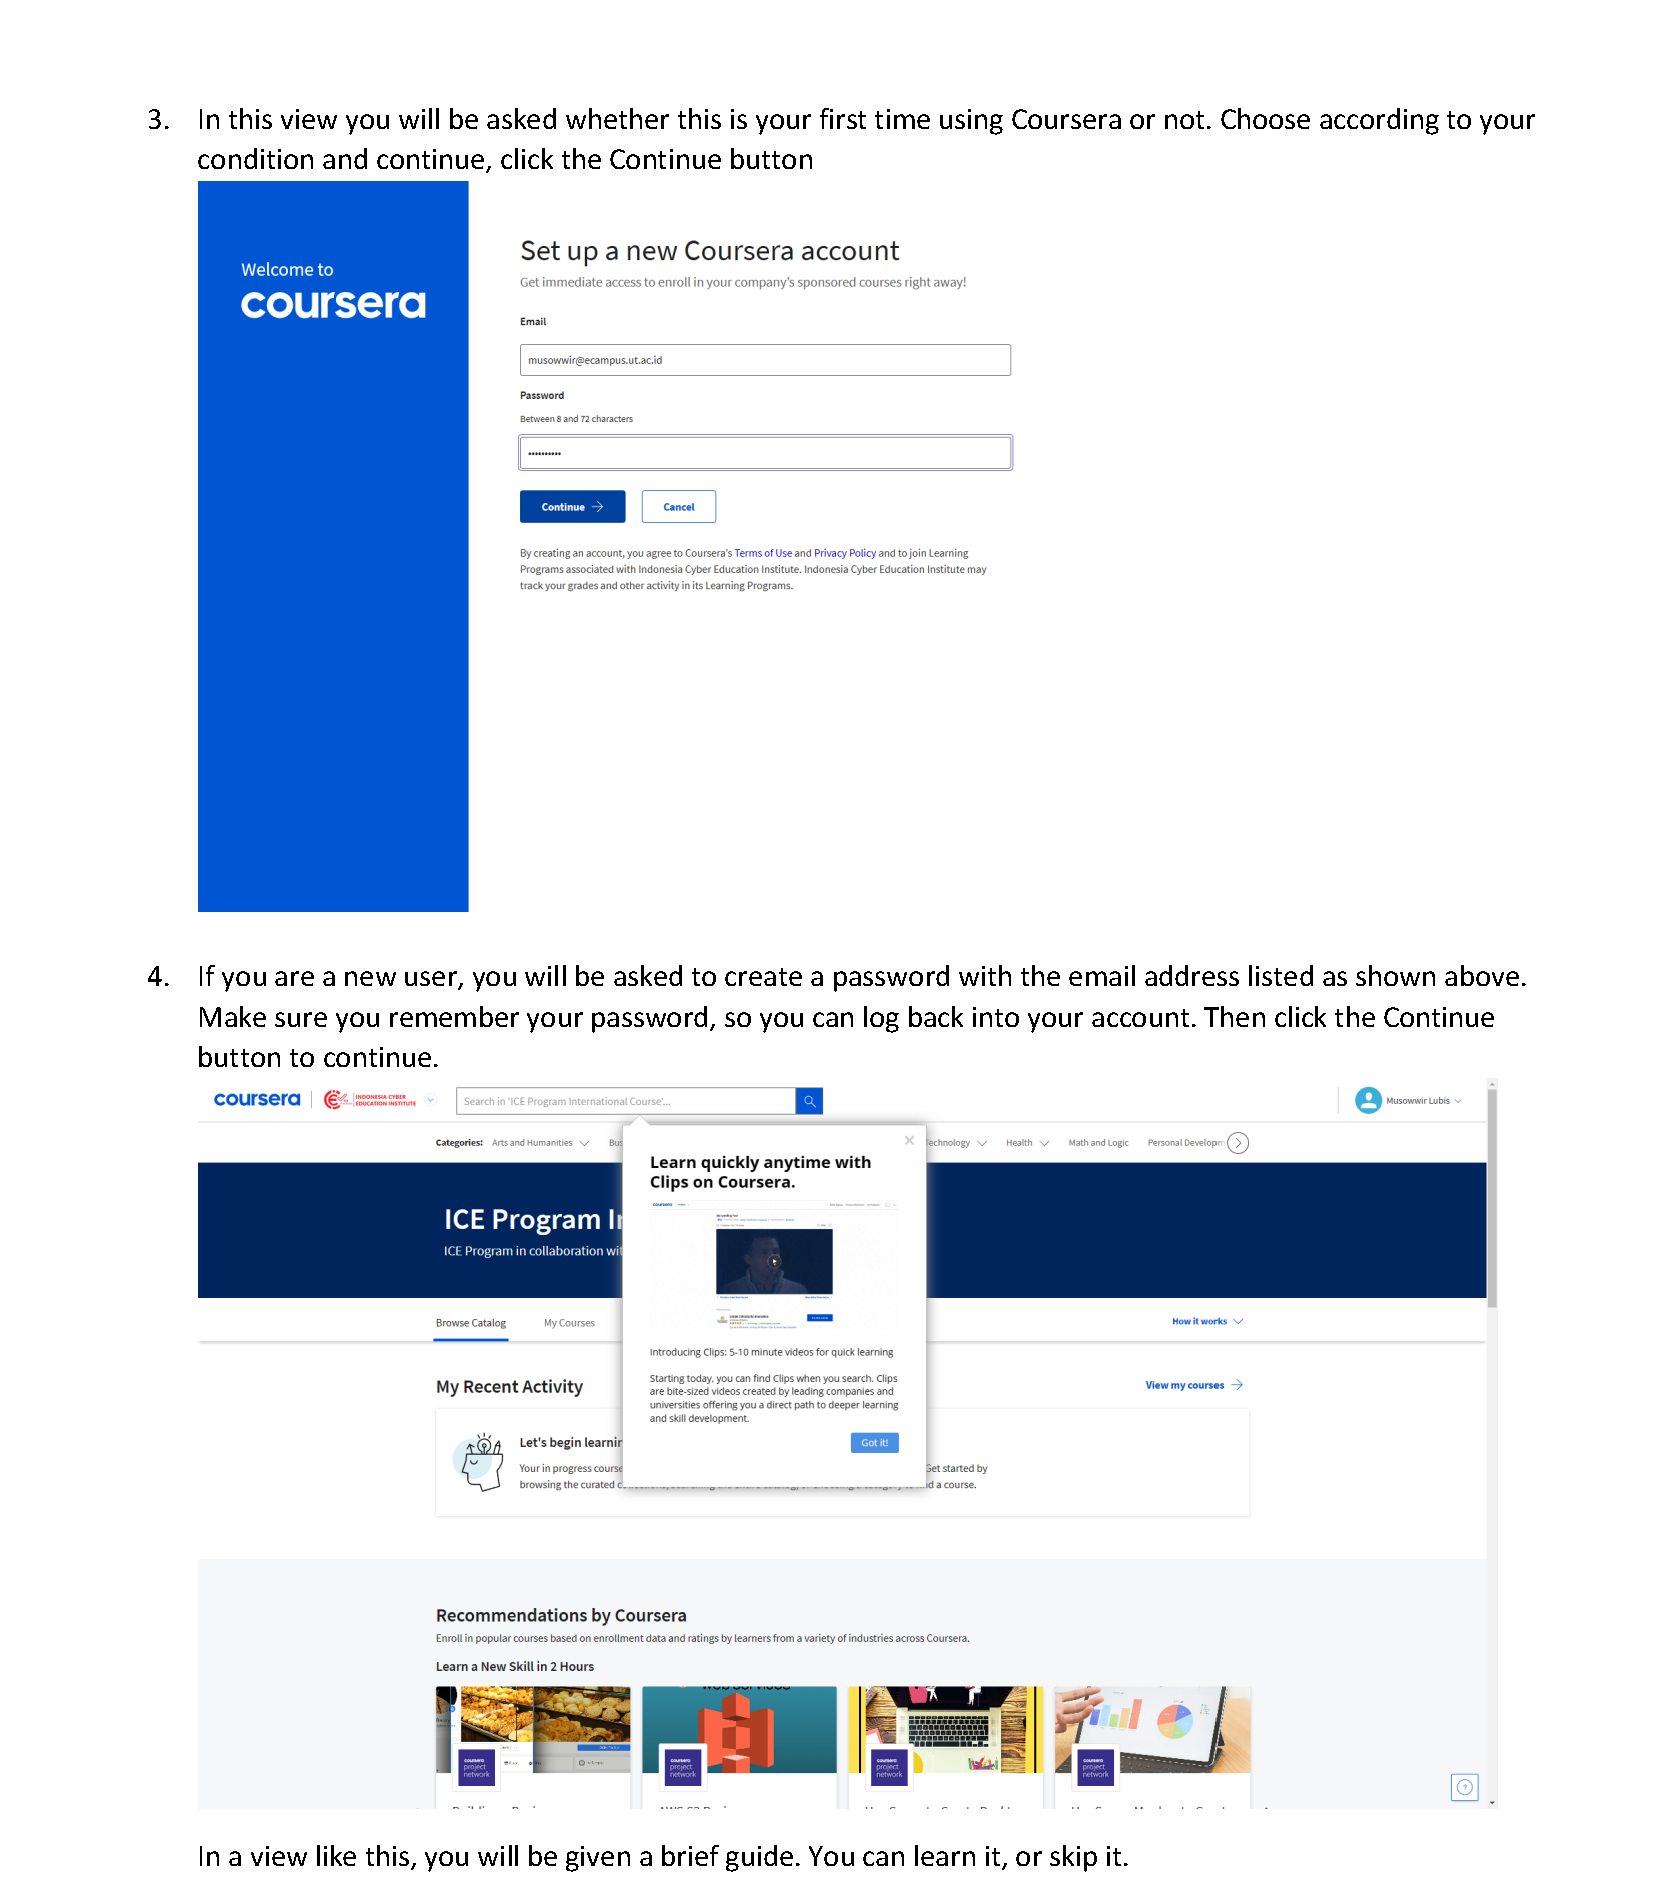 3. In this view you will be asked whether this is your first time using Coursera or not. Choose according to your
condition and continue, click the Continue button
Welcome to
coursera
Set up a new Coursera account
Get immediate access to enroll in your company's sponsored courses right away!
Email
musowwir@ecampus.ut.ac.id
Password
Between 8 and 72 characters
Continue
Cancel
By creating an account, you agree to Coursera's Terms of Use and Privacy Policy and to join Learning
Programs associated with Indonesia Cyber Education Institute. Indonesia Cyber Education Institute may
track your grades and other activity in its Learning Programs.
4. If you are a new user, you will be asked to create a password with the email address listed as shown above.
Make sure you remember your password, so you can log back into your account. Then click the Continue
button to continue.
coursera
INDONESIA CYBER
EDUCATION INSTITUTE
Search in 'ICE Program International Course'...
Musowwir Lubis
Categories: Arts and Humanities
Health Math and Logic Personal
Learn quickly anytime with
Clips on Coursera.
ICE Program
ICE Program in collaboration
Introducing Clips: 5-10 minute videos for quick learning
Starting today, you can find Clips when you search. Clips
are bite-sized videos created by leading companies and
universities offering you a direct path to deeper learning
and skill development.
Got it!
Browse Catalog My Courses
How it works
My Recent Activity
View my courses
Let's begin
Your in progress
Get started by
browsing the curated
a course.
Recommendations by Coursera
Enroll in popular courses based on enrollment data and ratings by learners from a variety of industries across Coursera.
Learn a New Skill in 2 Hours
coursera
project
network
coursera
project
network
coursera
project
network
coursera
project
network
In a view like this, you will be given a brief guide. You can learn it, or skip it.